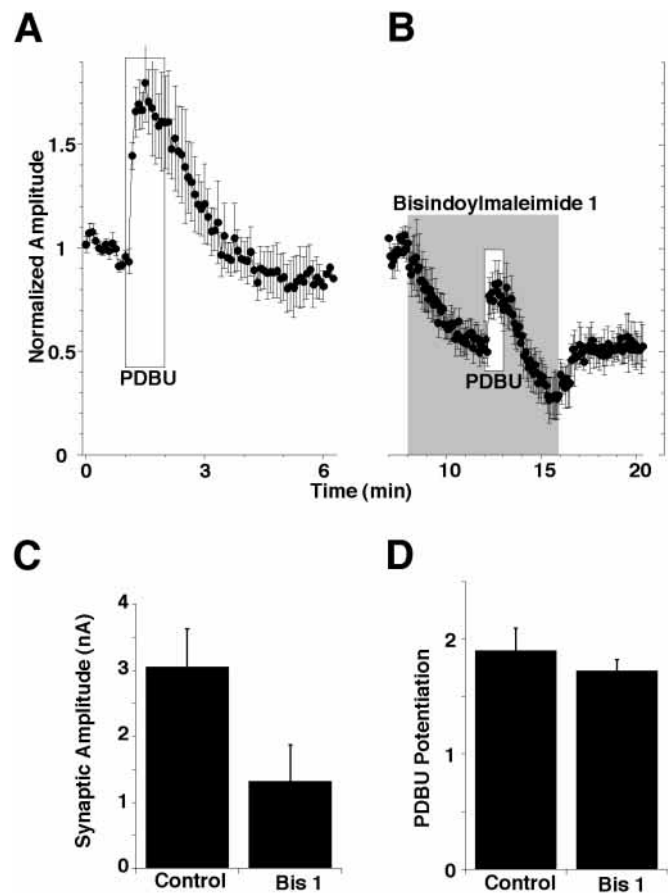 A
B
Normalized Amplitude
1.5
1
0.5
0
PDBU
0
3
6
Bisindoylmaleimide 1
PDBU
10
15
20
Time (min)
C
D
Synaptic Amplitude (nA)
4
3
2
1
0
Control
Bis 1
PDBU Potentiation
2
1
0
Control
Bis 1